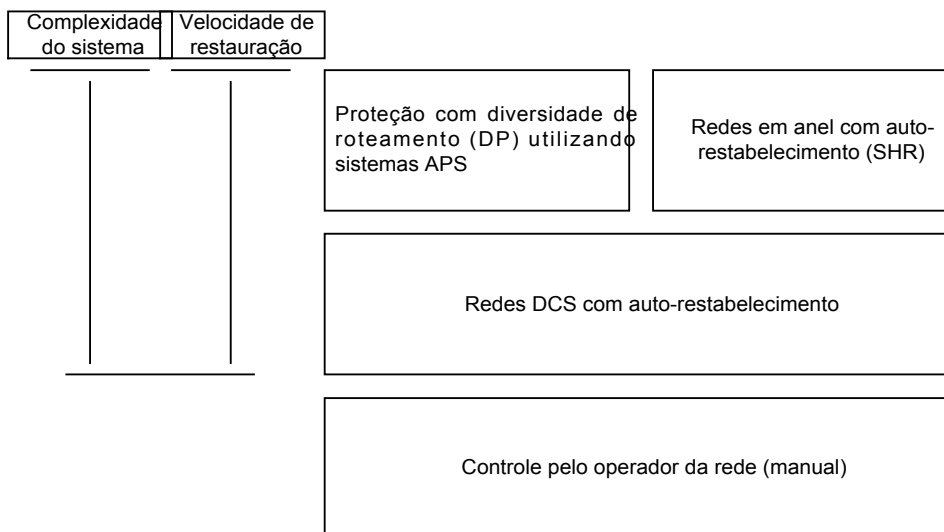 Complexidade
do sistema
Velocidade de
restauração
Proteção com diversidade de
roteamento (DP) utilizando
sistemas APS
Redes em anel com auto-
restabelecimento (SHR)
Redes DCS com auto-restabelecimento
Controle pelo operador da rede (manual)